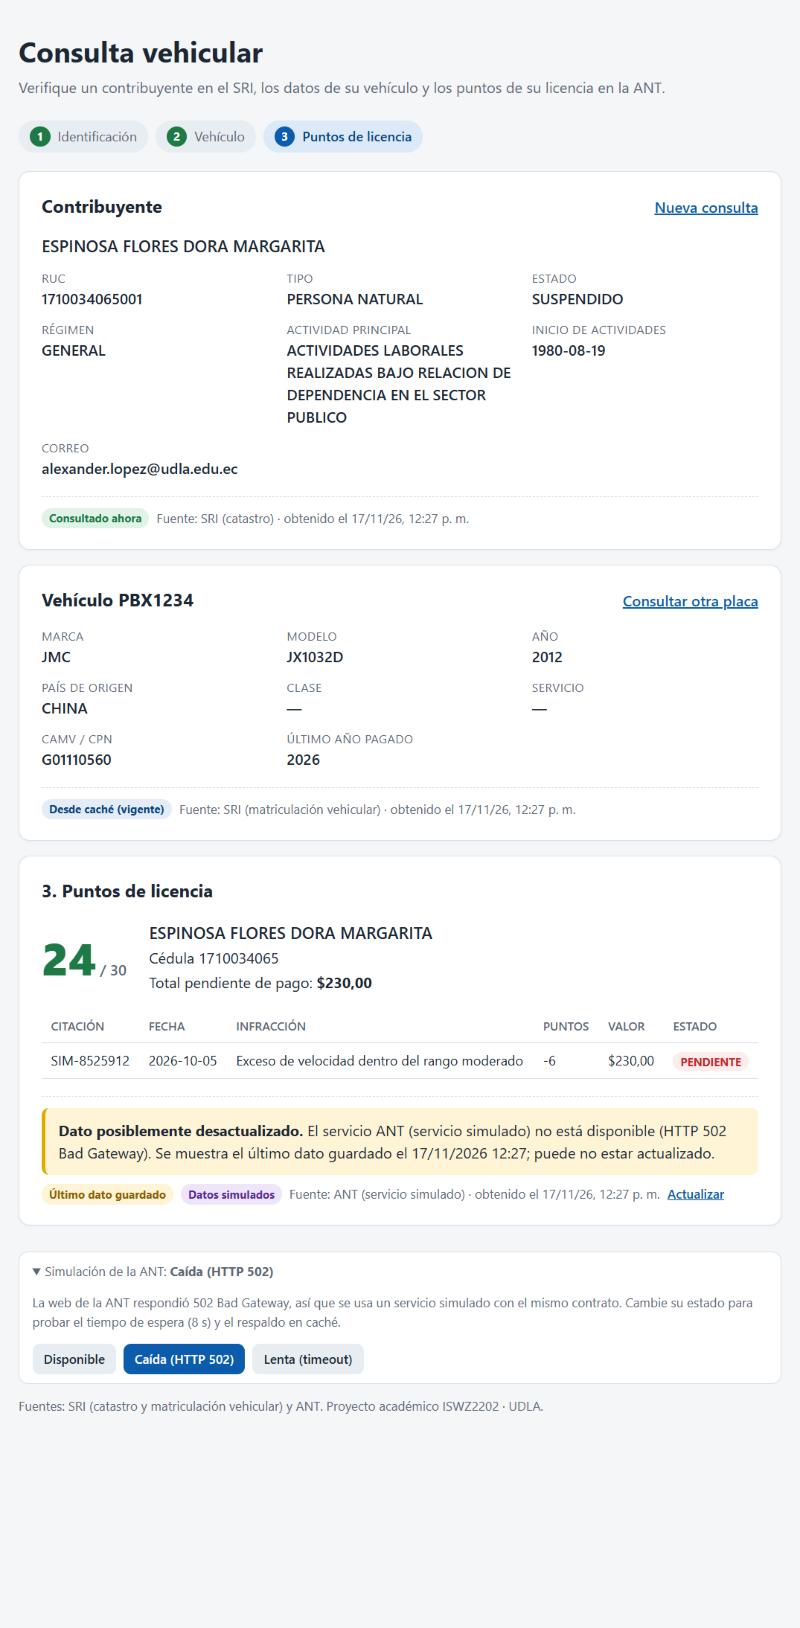 Consulta vehicular
Verifique un contribuyente en el SRI, los datos de su vehículo y los puntos de su licencia en la ANT.
1 Identificación 2 Vehículo 3 Puntos de licencia
Contribuyente Nueva consulta
ESPINOSA FLORES DORA MARGARITA
RUC TIPO ESTADO
1710034065001 PERSONA NATURAL SUSPENDIDO
RÉGIMEN ACTIVIDAD PRINCIPAL INICIO DE ACTIVIDADES
GENERAL ACTIVIDADES LABORALES 1980-08-19
REALIZADAS BAJO RELACION DE
DEPENDENCIA EN EL SECTOR
PUBLICO
CORREO
alexander.lopez@udla.edu.ec
Consultado ahora Fuente: SRI (catastro) · obtenido el 17/11/26, 12:27 p. m.
Vehículo PBX1234 Consultar otra placa
MARCA MODELO AÑO
JMC JX1032D 2012
PAÍS DE ORIGEN CLASE SERVICIO
CHINA — —
CAMV / CPN ÚLTIMO AÑO PAGADO
G01110560 2026
Desde caché (vigente) Fuente: SRI (matriculación vehicular) · obtenido el 17/11/26, 12:27 p. m.
3. Puntos de licencia
24 / 30
ESPINOSA FLORES DORA MARGARITA
Cédula 1710034065
Total pendiente de pago: $230,00
CITACIÓN FECHA INFRACCIÓN PUNTOS VALOR ESTADO
SIM-8525912 2026-10-05 Exceso de velocidad dentro del rango moderado -6 $230,00 PENDIENTE
Dato posiblemente desactualizado. El servicio ANT (servicio simulado) no está disponible (HTTP 502
Bad Gateway). Se muestra el último dato guardado el 17/11/2026 12:27; puede no estar actualizado.
Último dato guardado Datos simulados Fuente: ANT (servicio simulado) · obtenido el 17/11/26, 12:27 p. m. Actualizar
▼ Simulación de la ANT: Caída (HTTP 502)
La web de la ANT respondió 502 Bad Gateway, así que se usa un servicio simulado con el mismo contrato. Cambie su estado para
probar el tiempo de espera (8 s) y el respaldo en caché.
Disponible Caída (HTTP 502) Lenta (timeout)
Fuentes: SRI (catastro y matriculación vehicular) y ANT. Proyecto académico ISWZ2202 · UDLA.